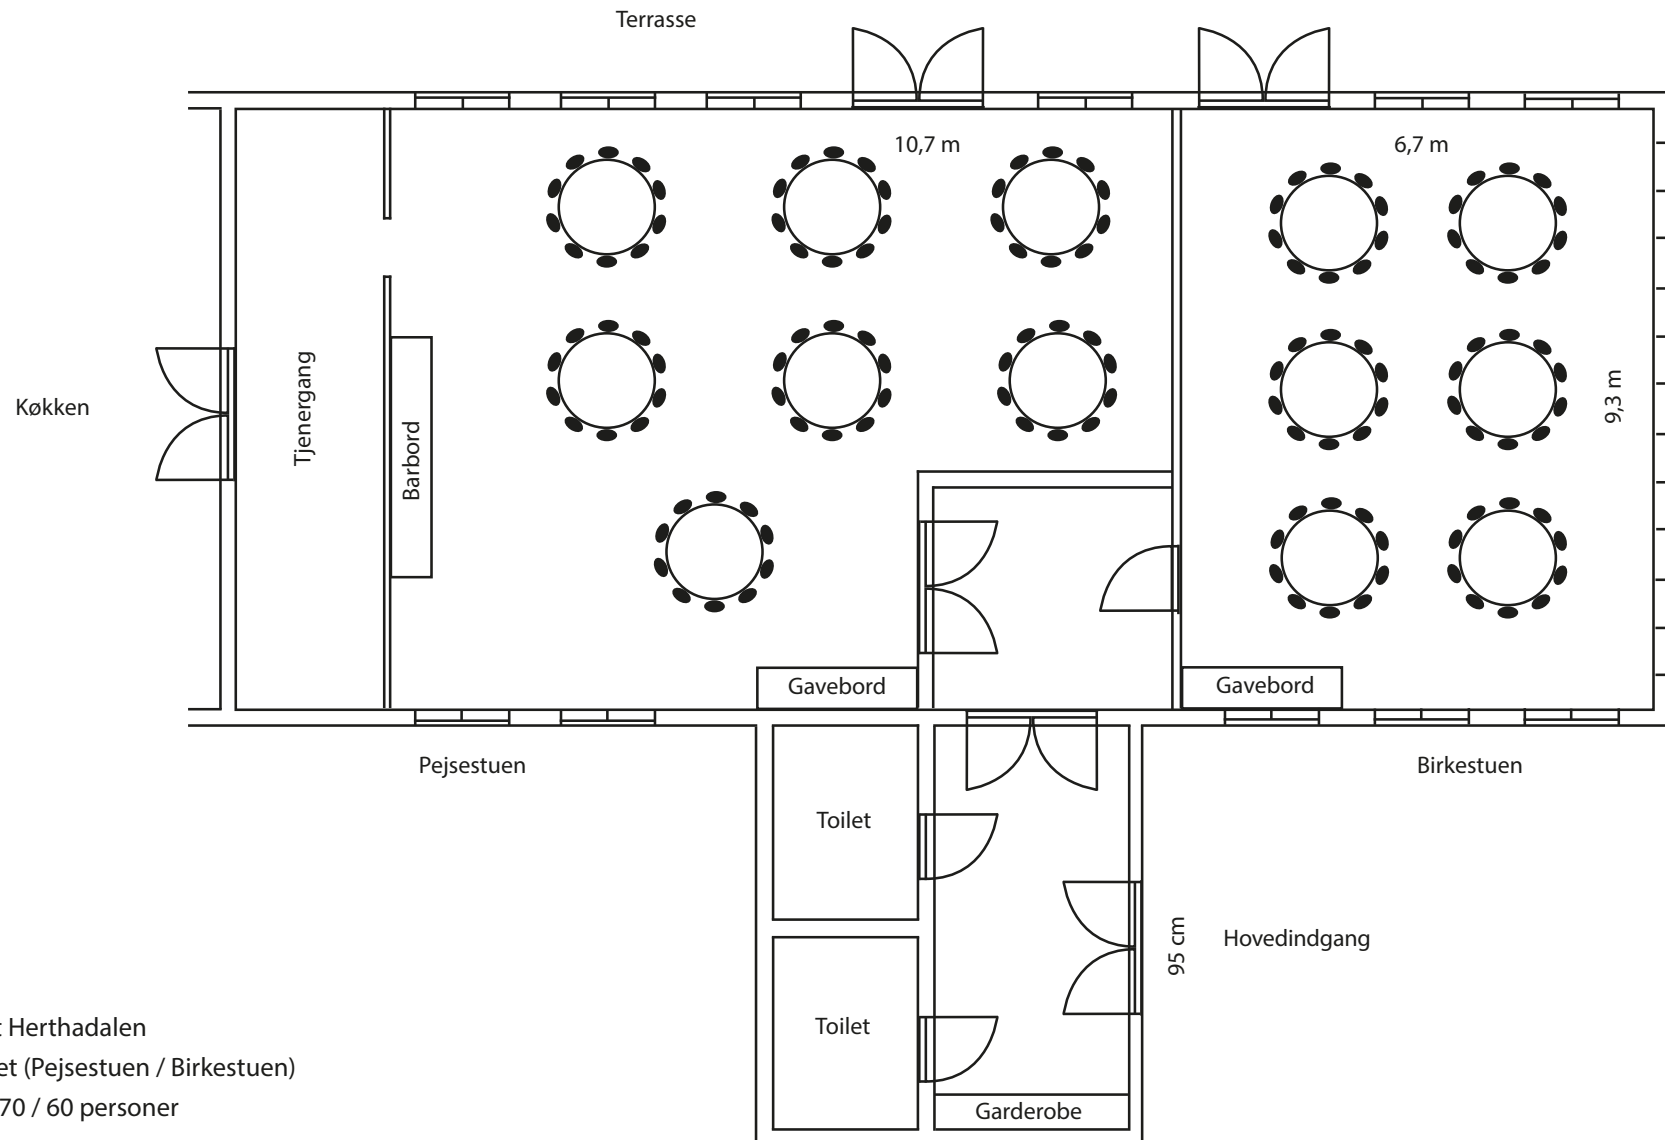 Terrasse
10,7 m
6,7 m
Køkken
Tjenergang
Barbord
9,3 m
Gavebord
Gavebord
Pejsestuen
Birkestuen
Toilet
95 cm
Hovedindgang
Toilet
Garderobe
Herthadalen
(Pejsestuen / Birkestuen)
70 / 60 personer